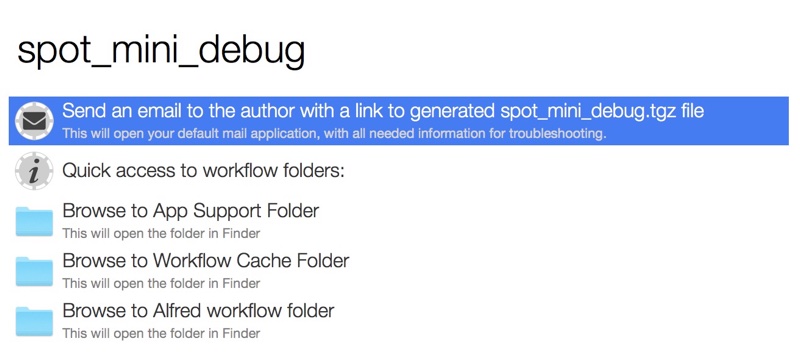 spot_mini_debug
Send an email to the author with a link to generated spot_mini_debug.tgz file
This will open your default mail application, with all needed information for troubleshooting.
Quick access to workflow folders:
Browse to App Support Folder
This will open the folder in Finder
Browse to Workflow Cache Folder
This will open the folder in Finder
Browse to Alfred workflow folder
This will open the folder in Finder